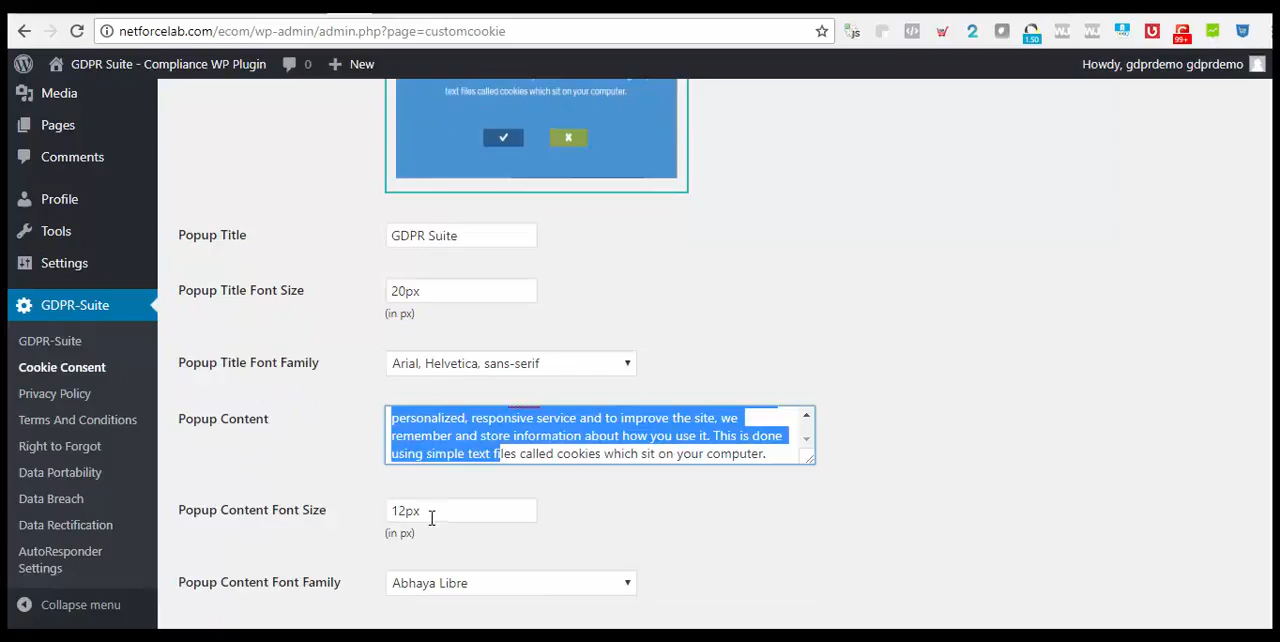 netforcelab.com/ecom/wp-admin/admin.php?page=customcookie
js
2
1.50
99+
GDPR Suite - Compliance WP Plugin 0 + New
Howdy, gdprdemo gdprdemo
Media
Pages
Comments
Profile
Tools
Settings
GDPR-Suite
GDPR-Suite
Cookie Consent
Privacy Policy
Terms And Conditions
Right to Forgot
Data Portability
Data Breach
Data Rectification
AutoResponder
Settings
Collapse menu
text files called cookies which sit on your computer.
Popup Title
GDPR Suite
Popup Title Font Size
20px
(in px)
Popup Title Font Family
Arial, Helvetica, sans-serif
Popup Content
personalized, responsive service and to improve the site, we
remember and store information about how you use it. This is done
using simple text files called cookies which sit on your computer.
Popup Content Font Size
12px
(in px)
Popup Content Font Family
Abhaya Libre